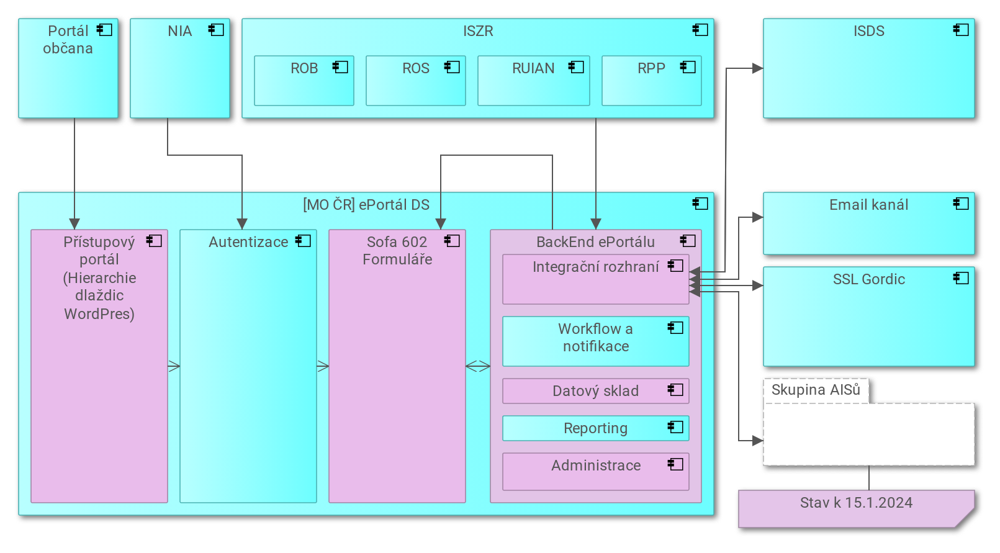 Portál
občana
NIA
ISZR
ROB
ROS
RUIAN
RPP
ISDS
[MO ČR] ePortál DS
Přístupový
portál
(Hierarchie
dlaždic
WordPres)
Autentizace
Sofa 602
Formuláře
BackEnd ePortálu
Integrační rozhraní
Workflow a
notifikace
Datový sklad
Reporting
Administrace
Email kanál
SSL Gordic
Skupina AISů
Stav k 15.1.2024